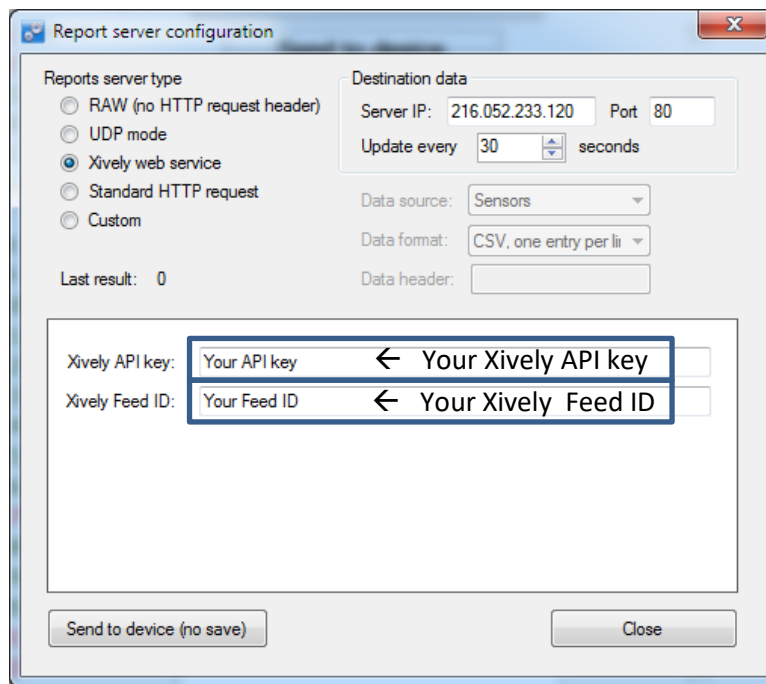 Report server configuration
Send to device
Reports server type
RAW (no HTTP request header)
UDP mode
Xively web service
Standard HTTP request
Custom
Last result: 0
Destination data
Server IP: 216.052.233.120 Port 80
Update every 30 seconds
Data source: Sensors
Data format: CSV, one entry per li
Data header:
Xively API key: Your API key ← Your Xively API key
Xively Feed ID: Your Feed ID ← Your Xively Feed ID
Send to device (no save)
Close